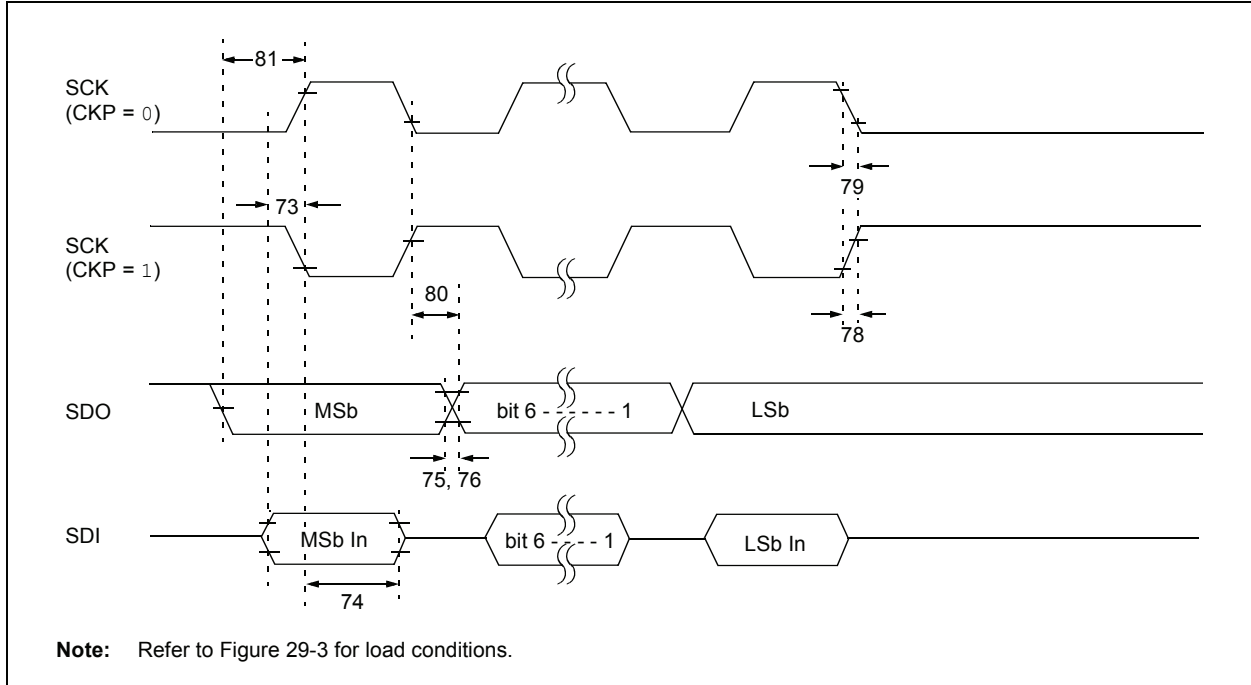 81
SCK
(CKP = 0)
79
73
SCK
(CKP = 1)
80
78
SDO
MSb
bit 6 - - - - - - 1
LSb
75, 76
SDI
MSb In
bit 6 - - - - 1
LSb In
74
Note: Refer to Figure 29-3 for load conditions.